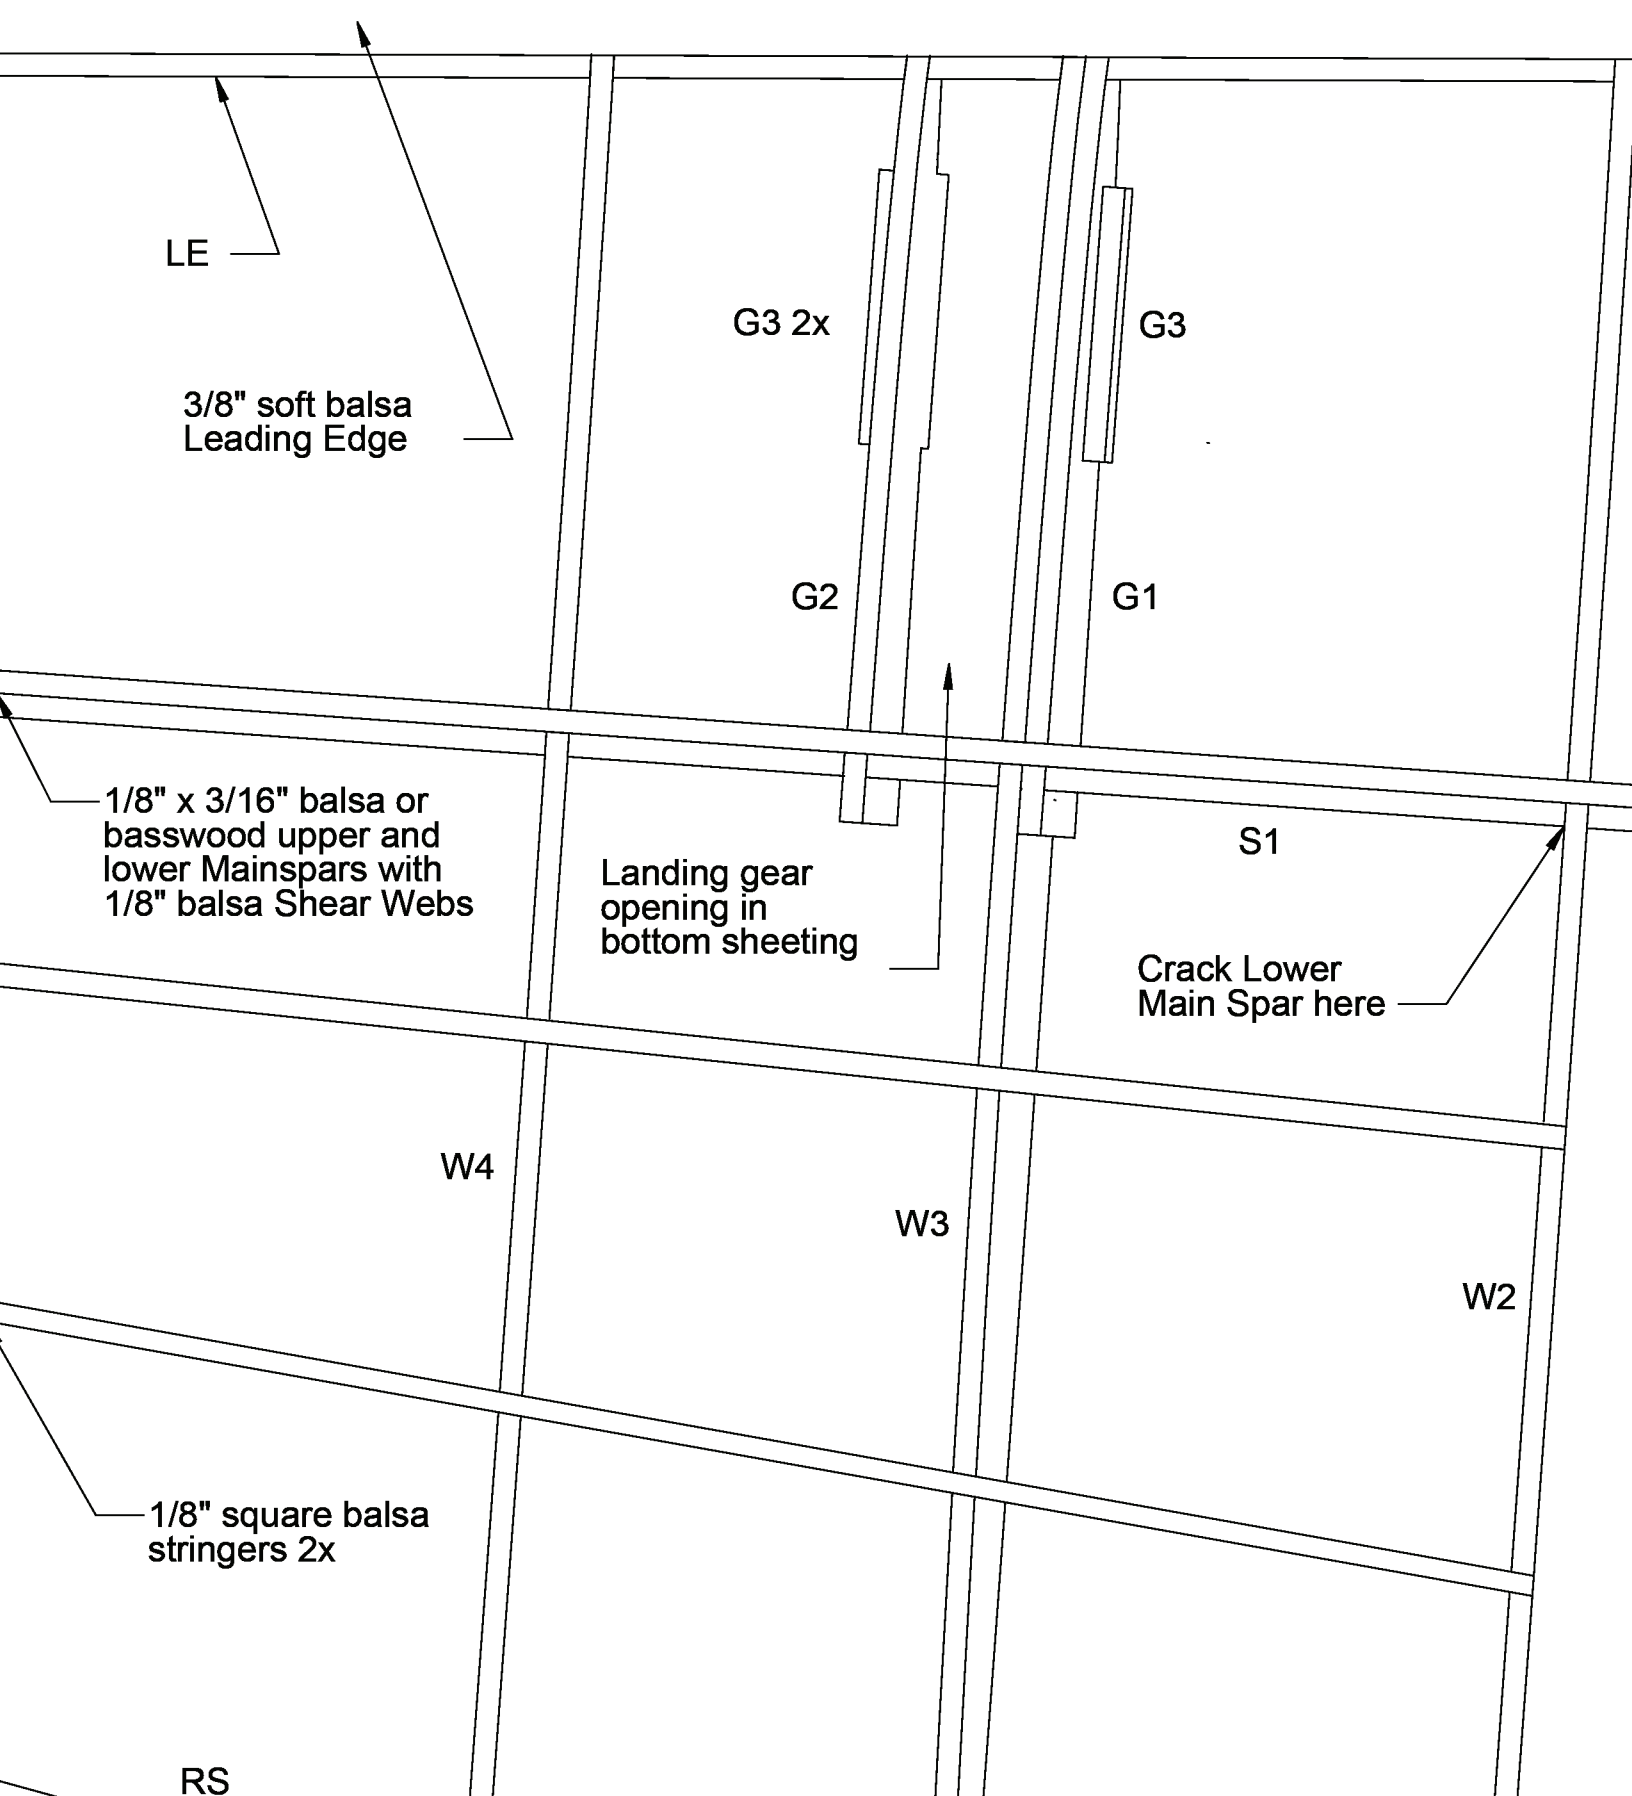 LE
G3 2x
G3
3/8" soft balsa
Leading Edge
G2
G1
1/8" x 3/16" balsa or
basswood upper and
lower Mainspars with
1/8" balsa Shear Webs
S1
Landing gear
opening in
bottom sheeting
Crack Lower
Main Spar here
W4
W3
W2
1/8" square balsa
stringers 2x
RS